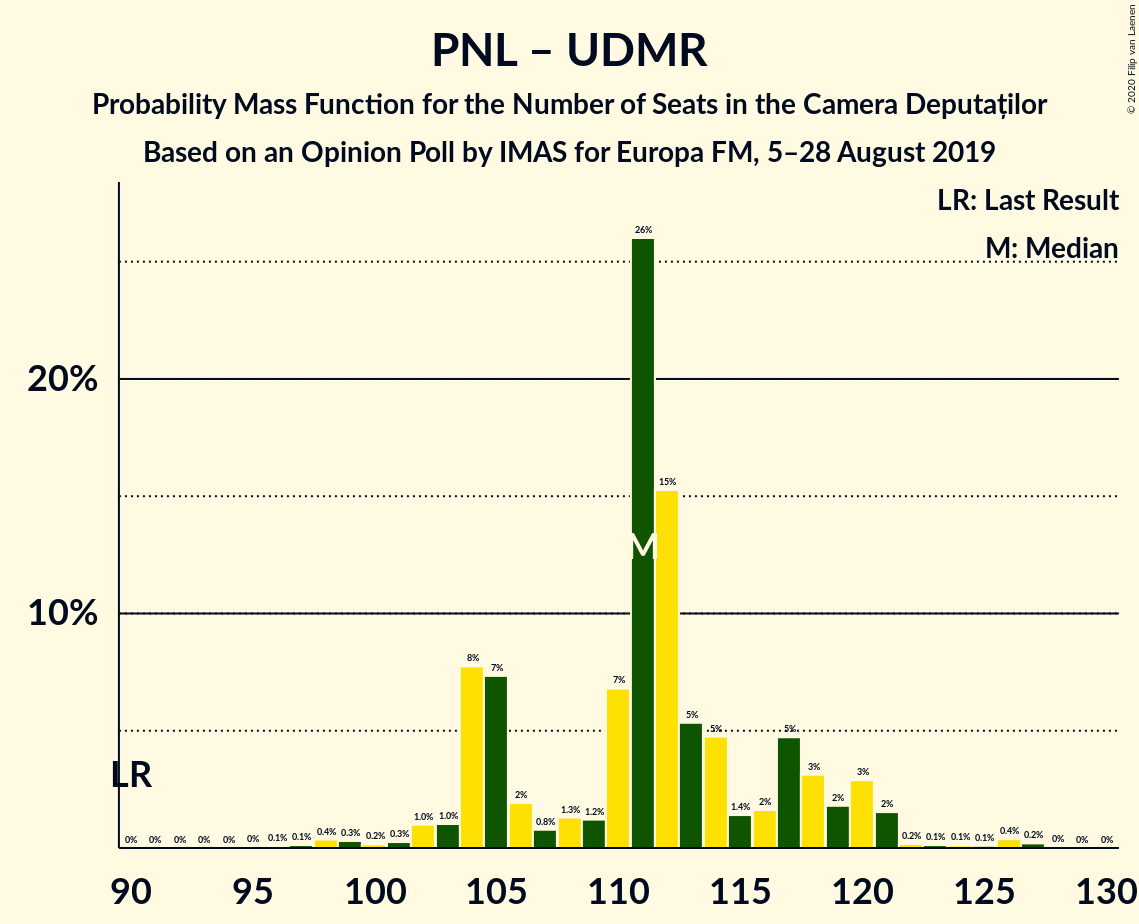 PNL – UDMR
Probability Mass Function for the Number of Seats in the Camera Deputaților
Based on an Opinion Poll by IMAS for Europa FM, 5–28 August 2019
© 2020 Filip van Laenen
LR: Last Result
M: Median
20%
10%
0% 0% 0% 0% 0% 0% 0.1% 0.1% 0.4% 0.3% 0.2% 0.3% 1.0% 1.0% 8% 7% 2% 0.8% 1.3% 1.2% 7% 26% 15% 5% 5% 1.4% 2% 5% 3% 2% 3% 2% 0.2% 0.1% 0.1% 0.1% 0.4% 0.2% 0% 0% 0%
M
LR
90 95 100 105 110 115 120 125 130